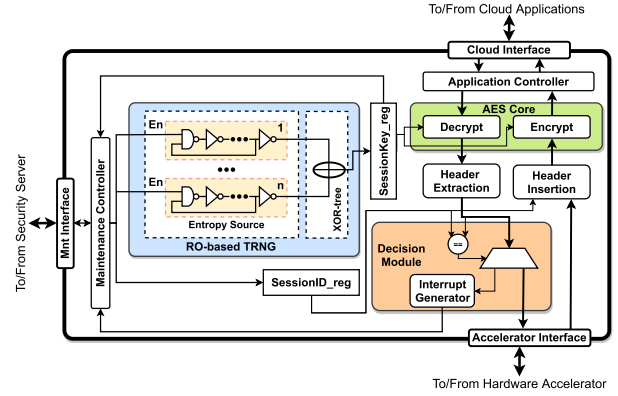 To/From Cloud Applications
Cloud Interface
Application Controller
AES Core
Decrypt
Encrypt
Header
Extraction
Header
Insertion
SessionKey_reg
En
1
...
En
n
Entropy Source
XOR-tree
RO-based TRNG
To/From Security Server
Mnt Interface
Maintenance Controller
SessionID_reg
Decision
Module
==
Interrupt
Generator
Accelerator Interface
To/From Hardware Accelerator